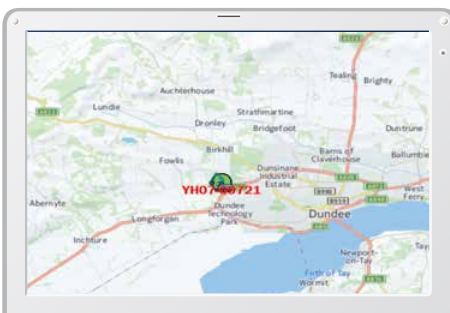 Tealing
Brighty
Auchterhouse
Lundie
Strathmartine
Dronley
Bridgefoot
Duntrune
Birkhill
Barns of
Claverhouse
Ballumbie
Fowlis
Dunsinane
Industrial
Estate
West
Ferry
Abernyte
Dundee
Technology
Park
Dundee
Longforgan
Inchture
Newport-
on-Tay
Tay
Firth of Tay
Wormit